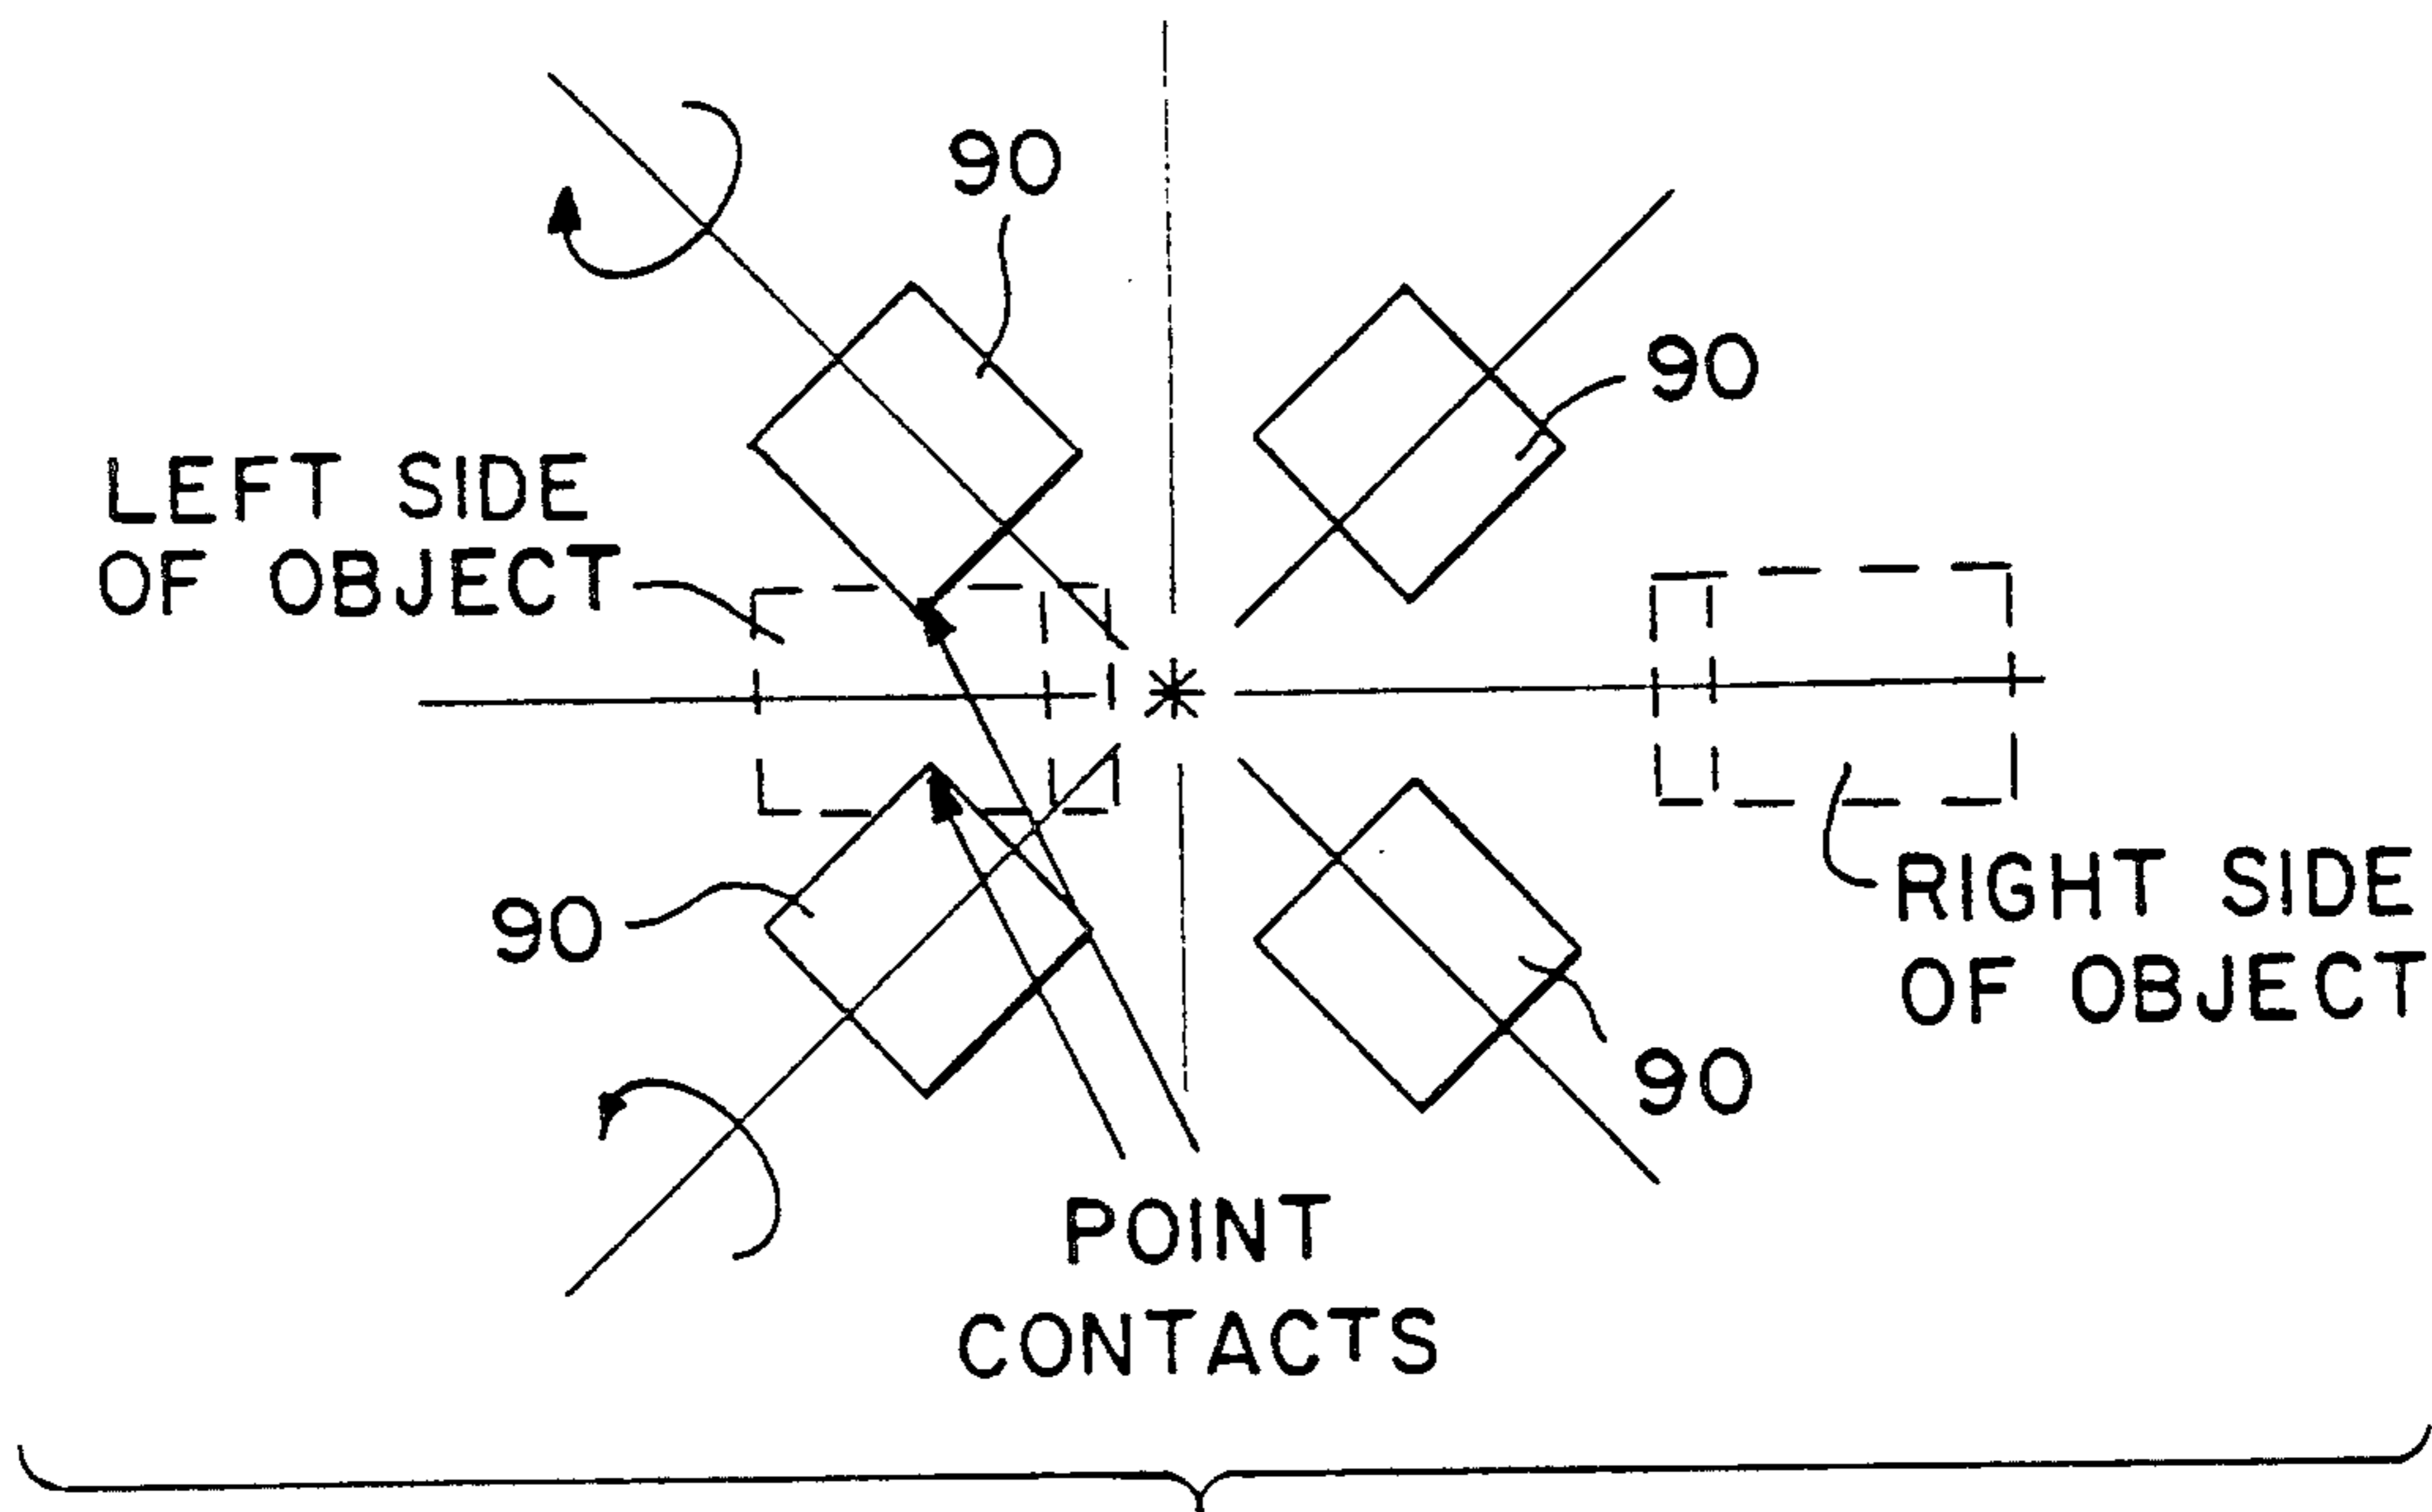 90
90
LEFT SIDE
OF OBJECT
90
RIGHT SIDE
OF OBJECT
90
POINT
CONTACTS